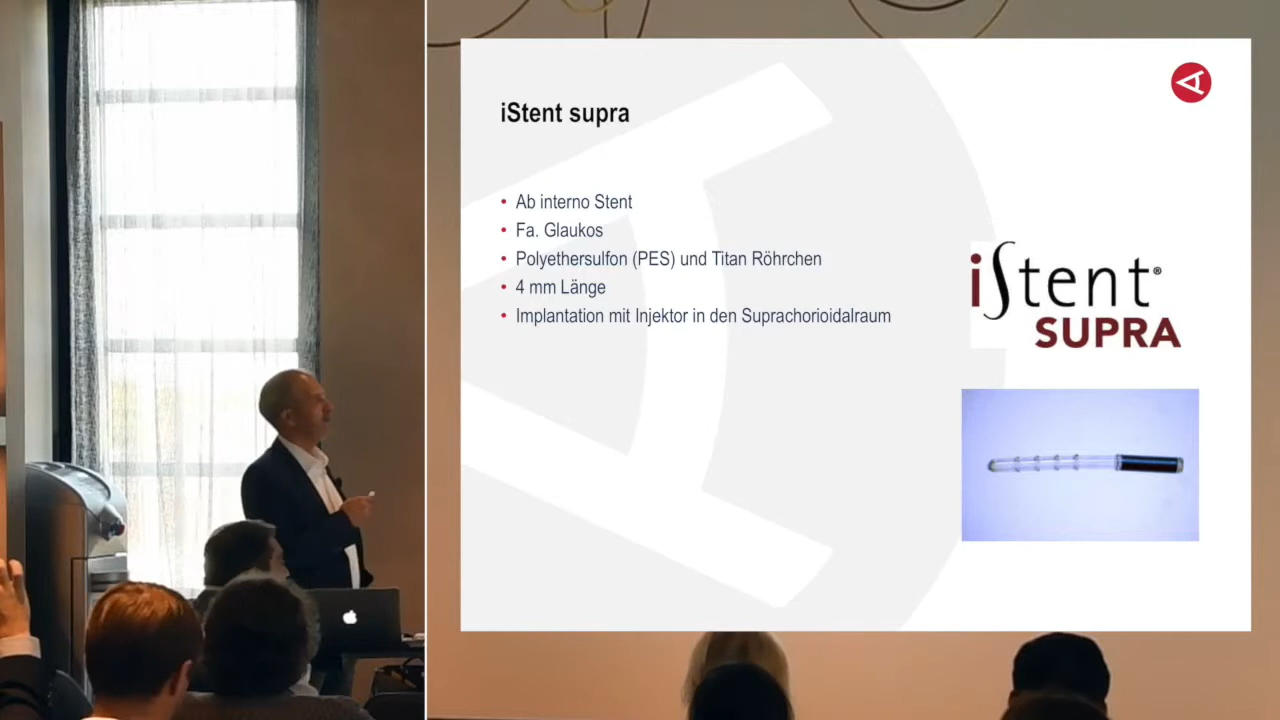 iStent supra
• Ab interno Stent
• Fa. Glaukos
• Polyethersulfon (PES) und Titan Röhrchen
• 4 mm Länge
• Implantation mit Injektor in den Suprachorioidalraum
iStent®
SUPRA